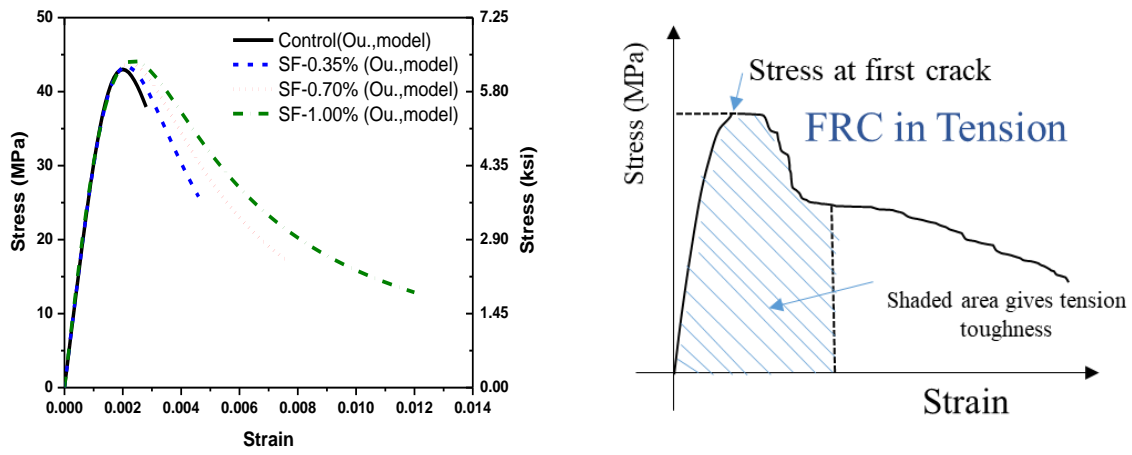 50
40
30
20
10
0
Stress (MPa)
7.25
5.80
4.35
2.90
1.45
0.00
Stress (ksi)
Control(Ou.,model)
SF-0.35% (Ou.,model)
SF-0.70% (Ou.,model)
SF-1.00% (Ou.,model)
0.000 0.002 0.004 0.006 0.008 0.010 0.012 0.014
Strain
Stress (MPa)
Stress at first crack
FRC in Tension
Shaded area gives tension
toughness
Strain